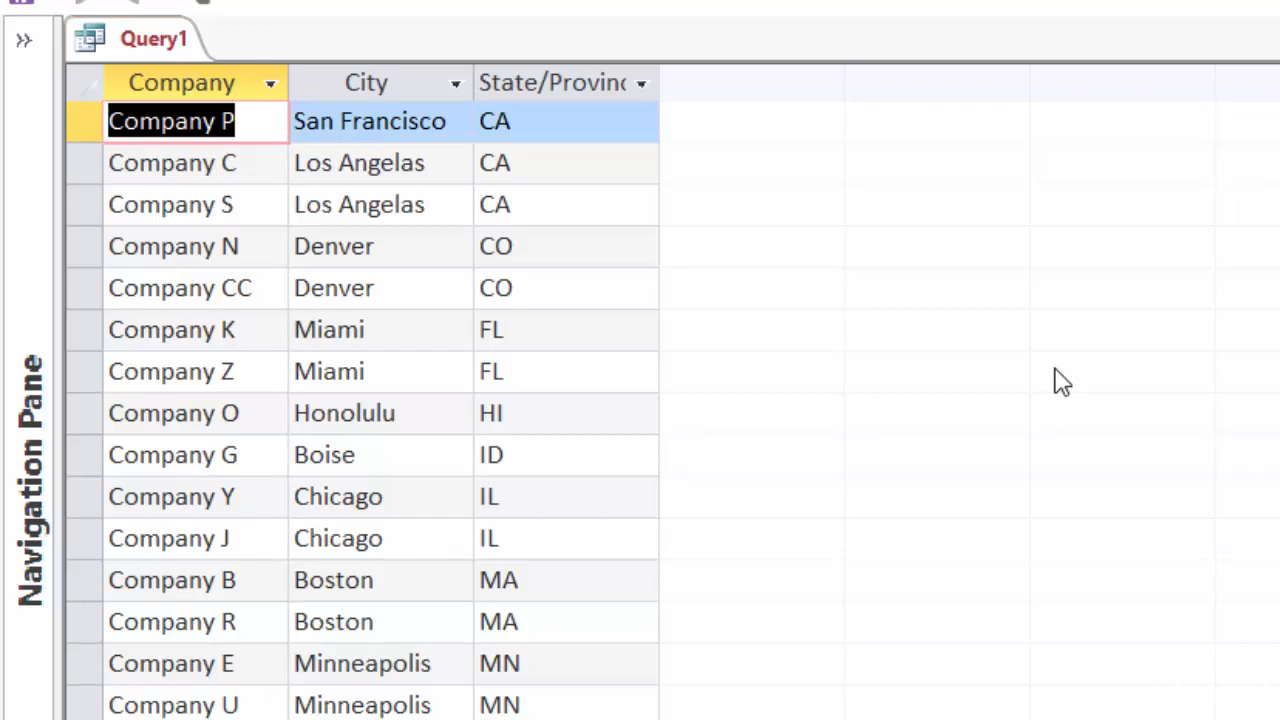 Query1
Company City State/Provinc
Company P San Francisco CA
Company C Los Angelas CA
Company S Los Angelas CA
Company N Denver CO
Company CC Denver CO
Company K Miami FL
Company Z Miami FL
Company O Honolulu HI
Company G Boise ID
Company Y Chicago IL
Company J Chicago IL
Company B Boston MA
Company R Boston MA
Company E Minneapolis MN
Company U Minneapolis MN
Navigation Pane